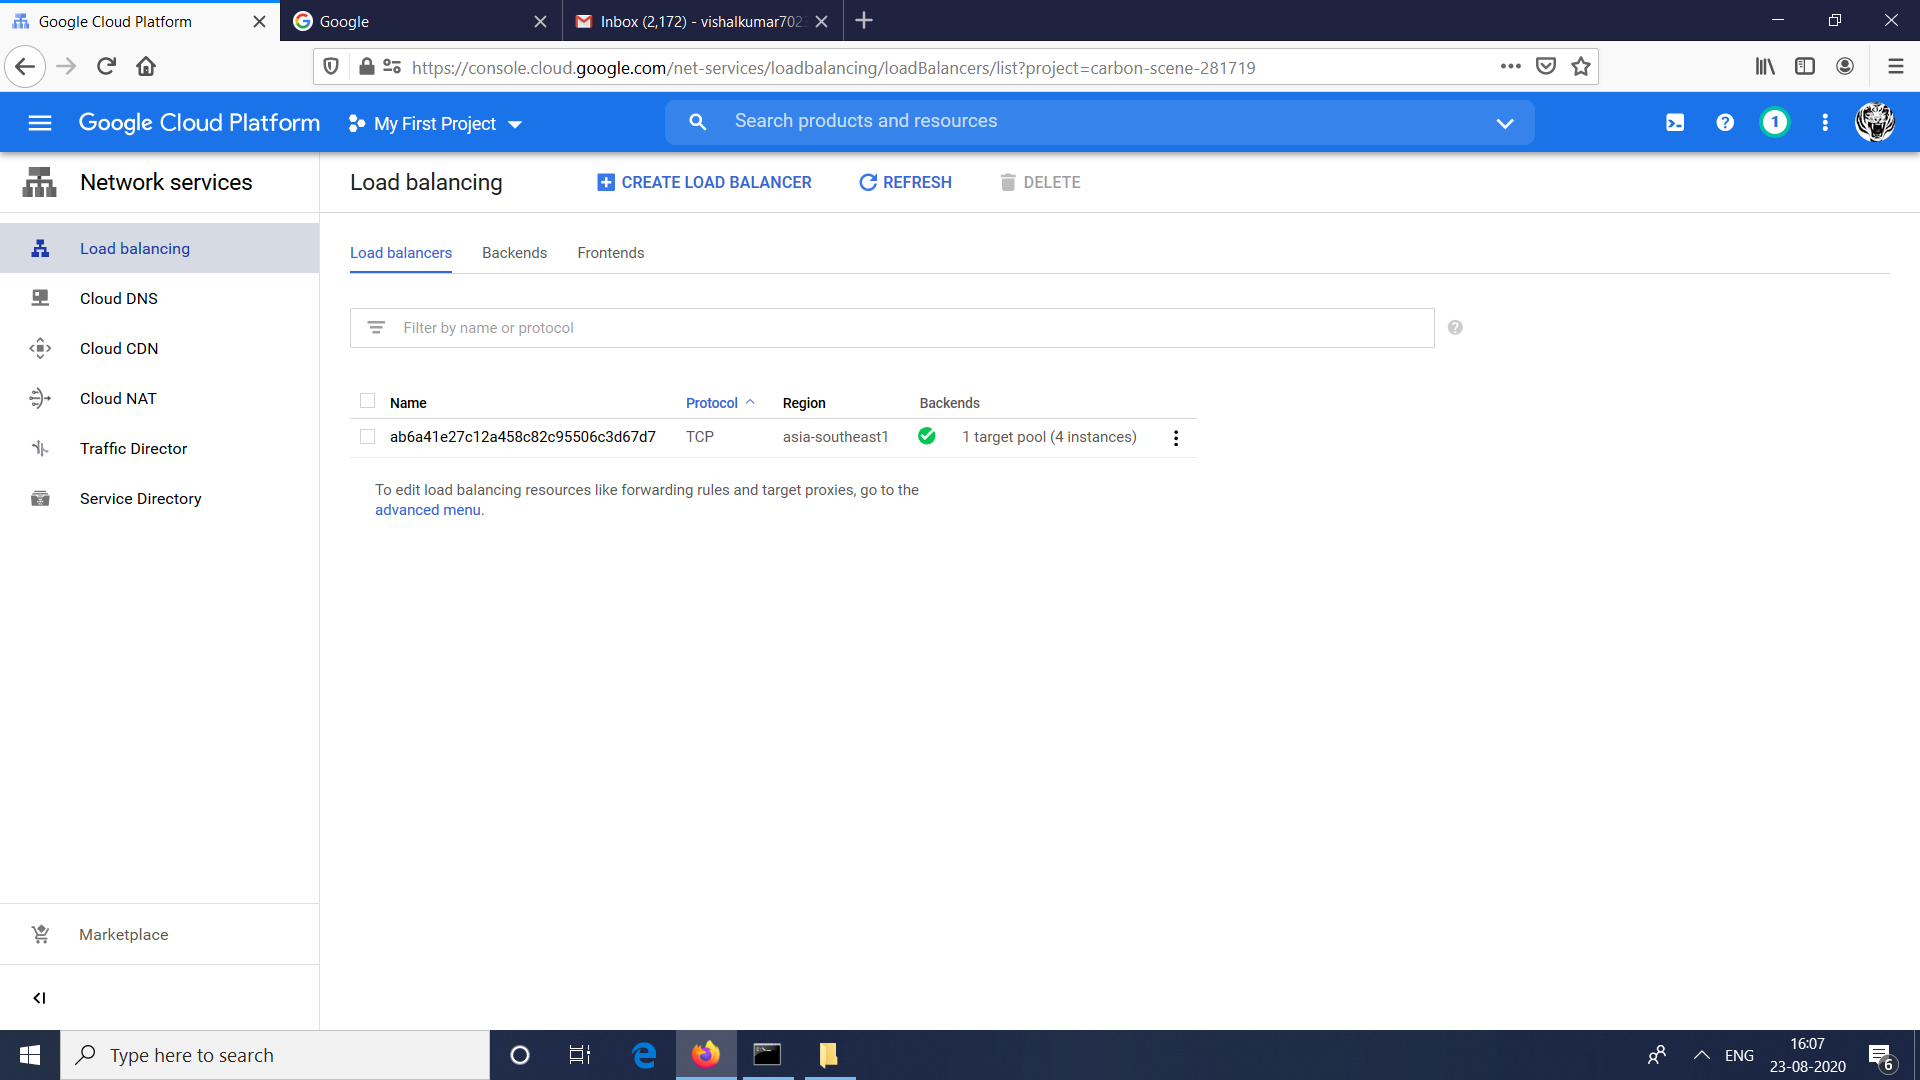 Google Cloud Platform
Google
Inbox (2,172) - vishalkumar702
https://console.cloud.google.com/net-services/loadbalancing/loadBalancers/list?project=carbon-scene-281719
Google Cloud Platform
My First Project
Search products and resources
1
Network services
Load balancing
CREATE LOAD BALANCER
REFRESH
DELETE
Load balancing
Cloud DNS
Cloud CDN
Cloud NAT
Traffic Director
Service Directory
Marketplace
Load balancers
Backends
Frontends
Filter by name or protocol
Name Protocol Region Backends
ab6a41e27c12a458c82c95506c3d67d7 TCP asia-southeast1 1 target pool (4 instances)
To edit load balancing resources like forwarding rules and target proxies, go to the
advanced menu.
Type here to search
ENG
16:07
23-08-2020
6